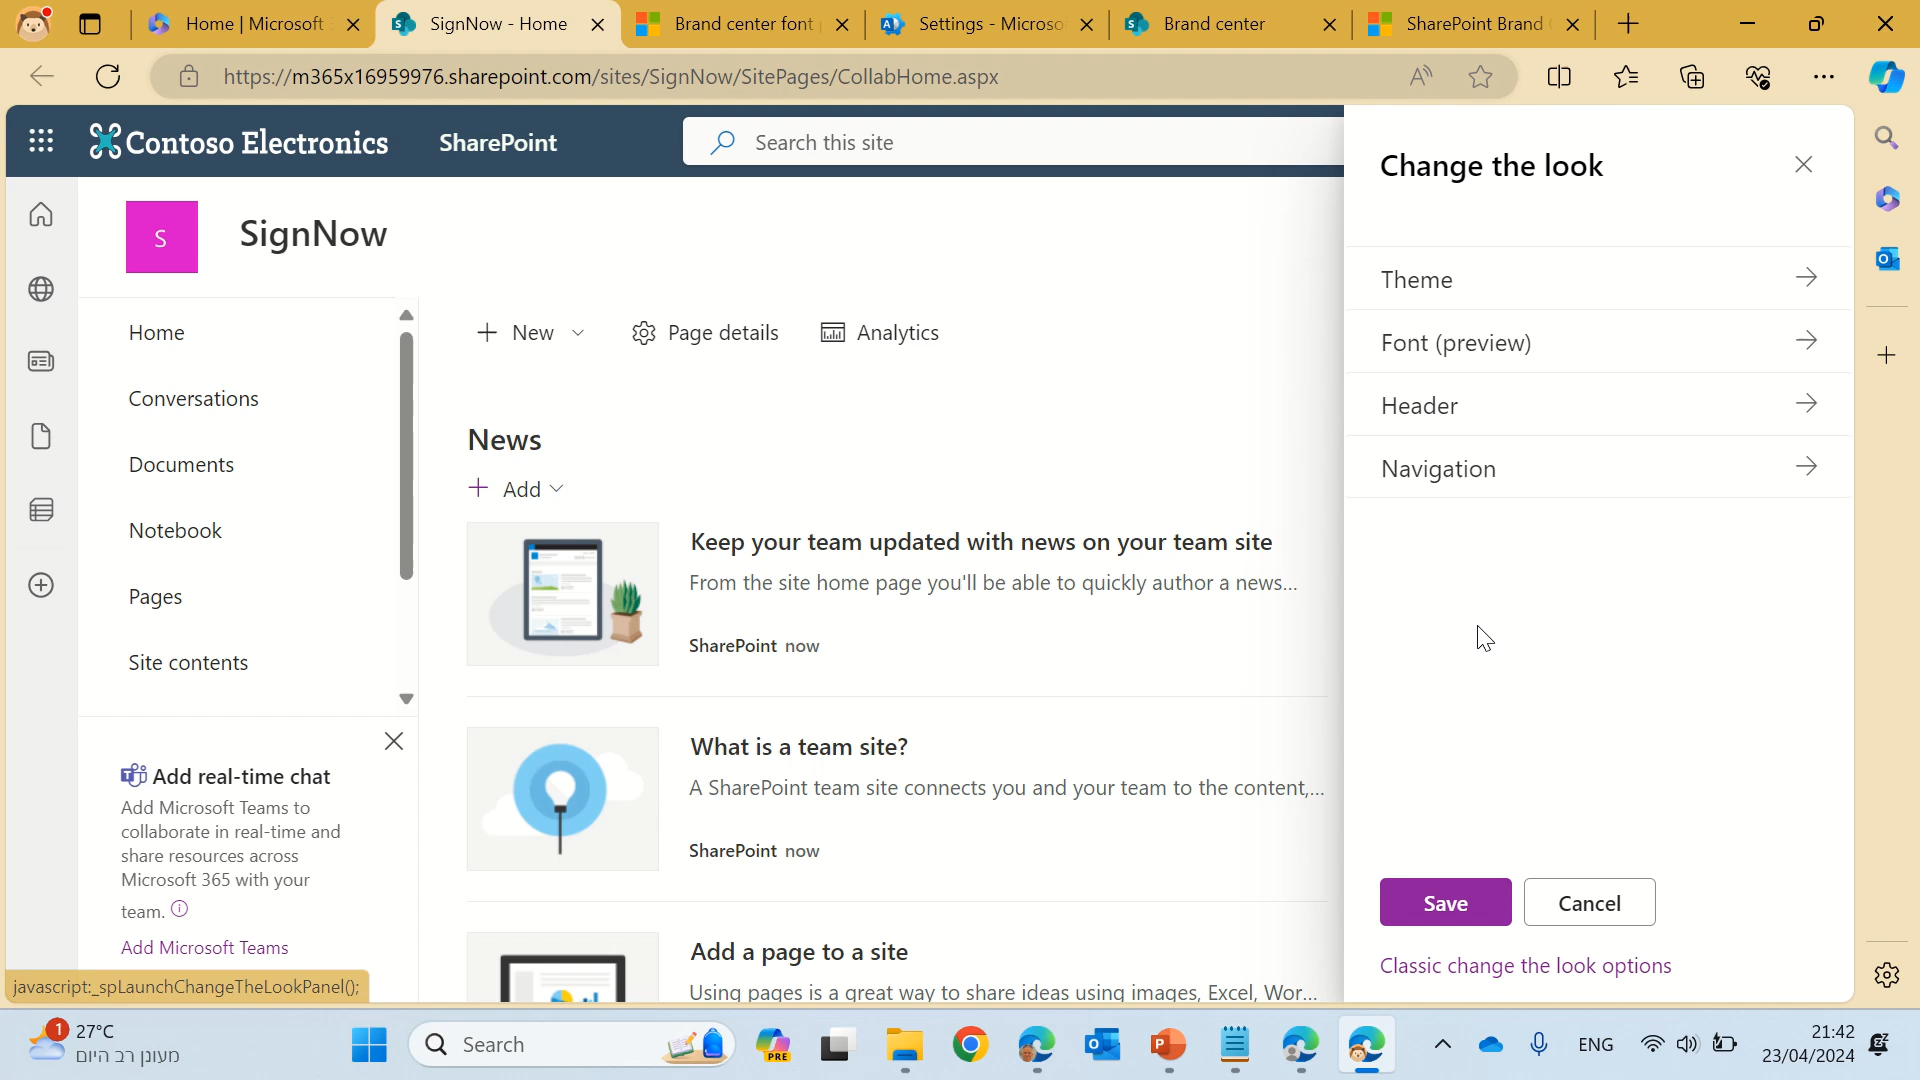 Home | Microsoft
SignNow - Home
Brand center font
Settings - Microso
Brand center
SharePoint Brand
https://m365x16959976.sharepoint.com/sites/SignNow/SitePages/CollabHome.aspx
Contoso Electronics
SharePoint
Search this site
S
SignNow
Home
Conversations
Documents
Notebook
Pages
Site contents
Add real-time chat
Add Microsoft Teams to
collaborate in real-time and
share resources across
Microsoft 365 with your
team.
Add Microsoft Teams
javascript:_spLaunchChangeTheLookPanel();
New
Page details
Analytics
News
Add
Keep your team updated with news on your team site
From the site home page you'll be able to quickly author a news...
SharePoint now
What is a team site?
A SharePoint team site connects you and your team to the content,...
SharePoint now
Add a page to a site
Using pages is a great way to share ideas using images, Excel, Wor...
Change the look
Theme
Font (preview)
Header
Navigation
Save
Cancel
Classic change the look options
1
27°C
מעונן רב היום
Search
PRE
ENG
21:42
23/04/2024